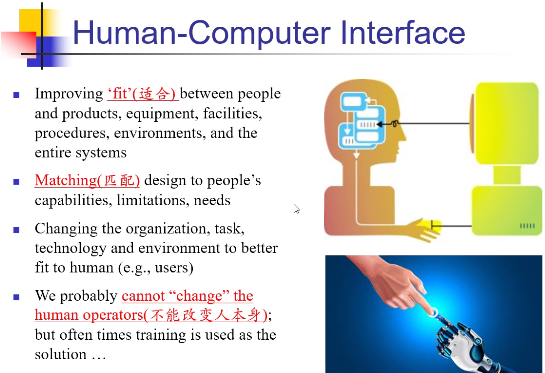 Human-Computer Interface
Improving ‘fit’(适合) between people
and products, equipment, facilities,
procedures, environments, and the
entire systems
Matching(匹配) design to people’s
capabilities, limitations, needs
Changing the organization, task,
technology and environment to better
fit to human (e.g., users)
We probably cannot “change” the
human operators(不能改变人本身);
but often times training is used as the
solution …